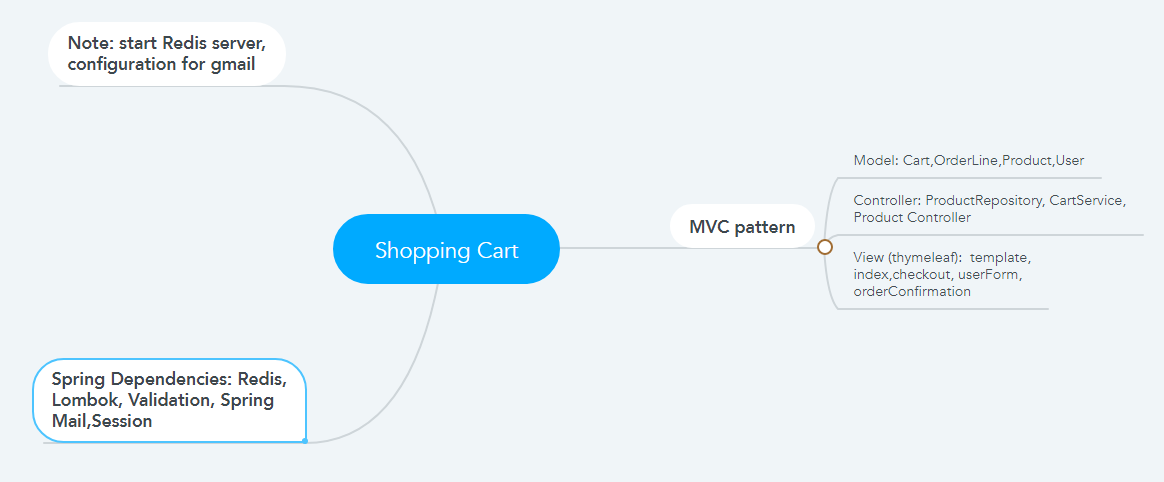 Note: start Redis server,
configuration for gmail
Shopping Cart
Spring Dependencies: Redis,
Lombok, Validation, Spring
Mail,Session
MVC pattern
Model: Cart,OrderLine,Product,User
Controller: ProductRepository, CartService,
Product Controller
View (thymeleaf):  template,
index,checkout, userForm,
orderConfirmation